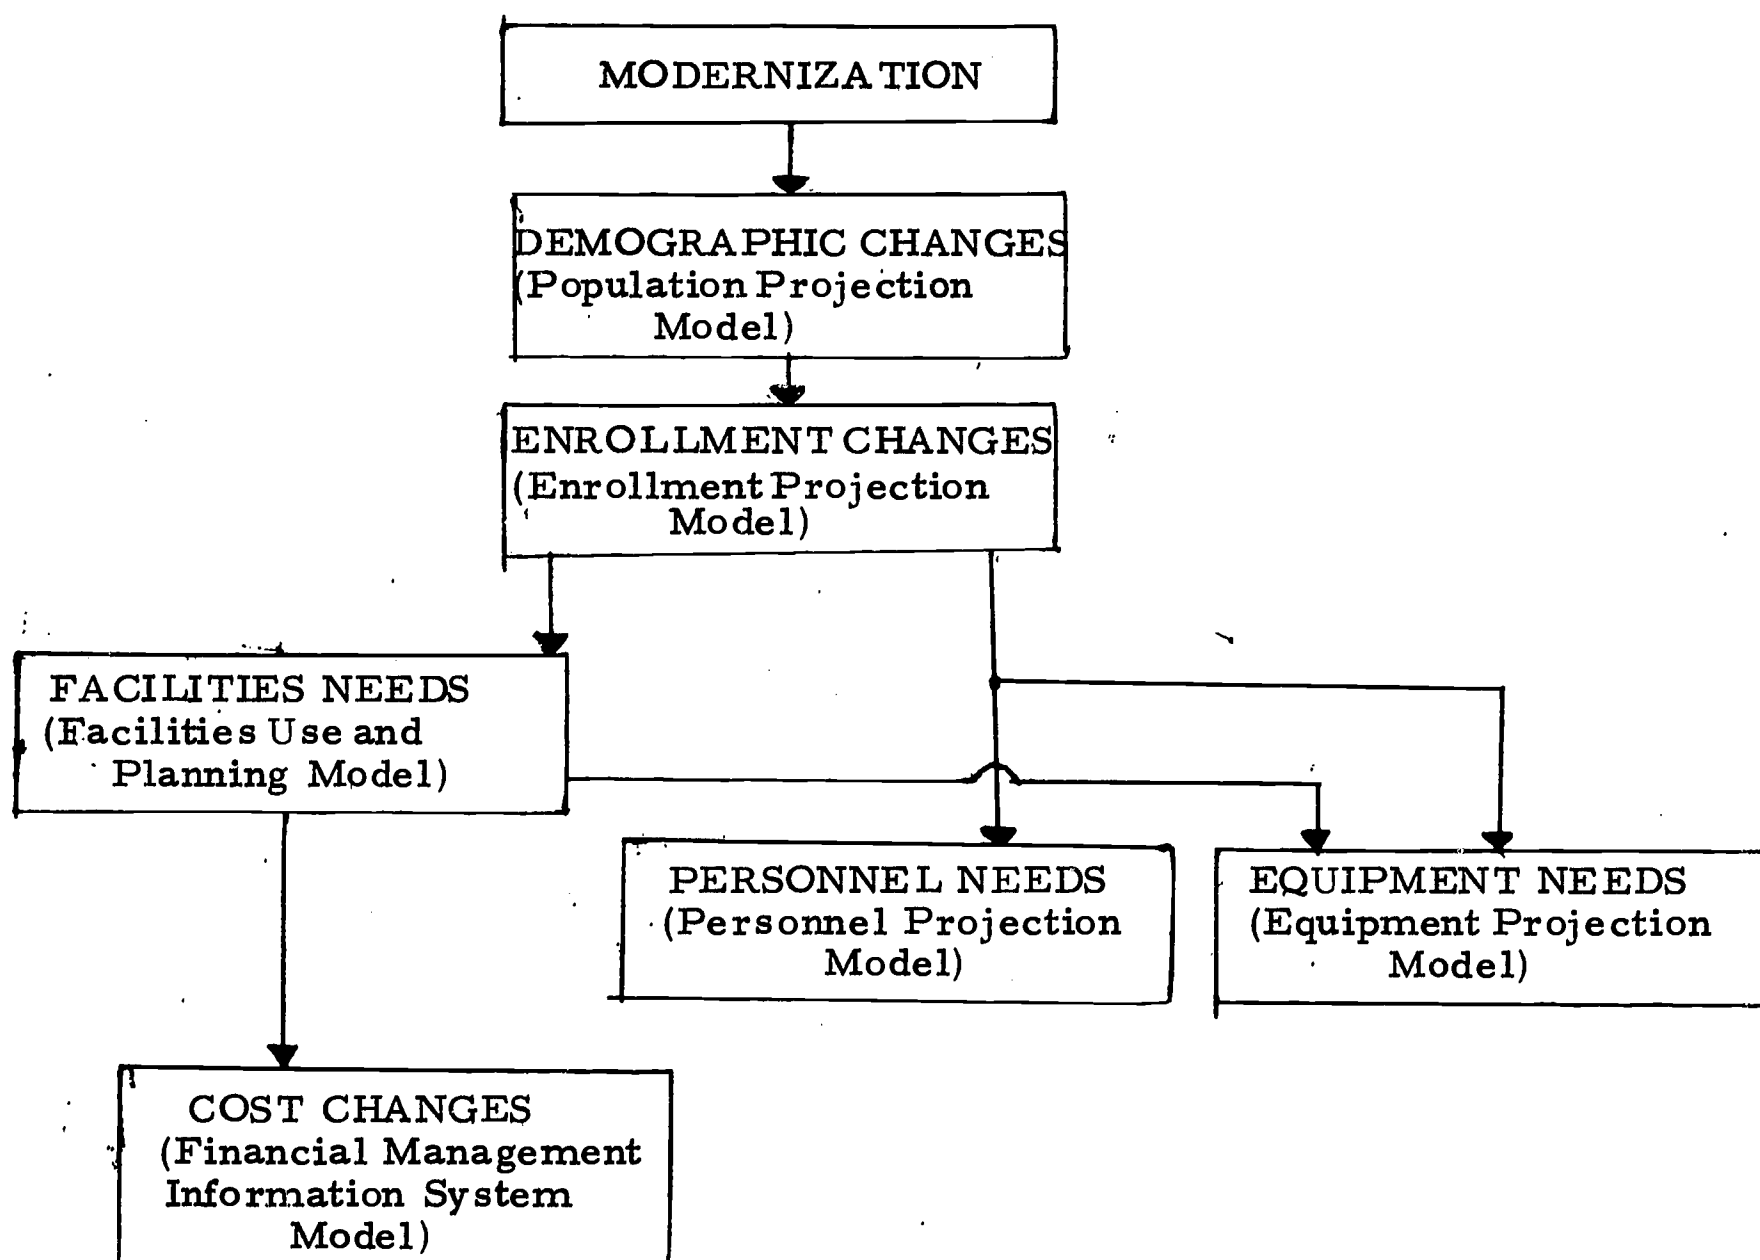 MODERNIZATION
DEMOGRAPHIC CHANGES
(Population Projection
Model)
ENROLLMENT CHANGES
(Enrollment Projection
Model)
FACILITIES NEEDS
(Facilities Use and
Planning Model)
PERSONNEL NEEDS
(Personnel Projection
Model)
EQUIPMENT NEEDS
(Equipment Projection
Model)
COST CHANGES
(Financial Management
Information System
Model)